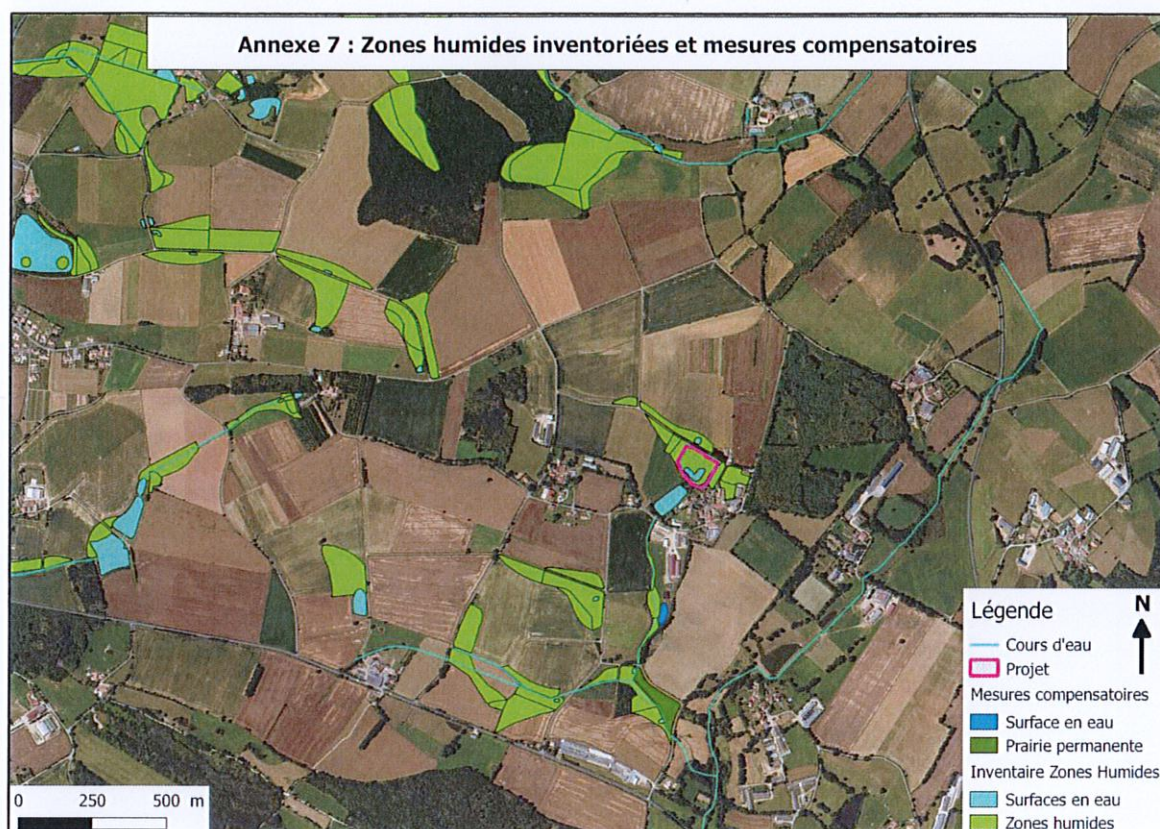 Annexe 7 : Zones humides inventoriées et mesures compensatoires
Légende
N
Cours d'eau
Projet
Mesures compensatoires
Surface en eau
Prairie permanente
Inventaire Zones Humides
Surfaces en eau
Zones humides
0 250 500 m